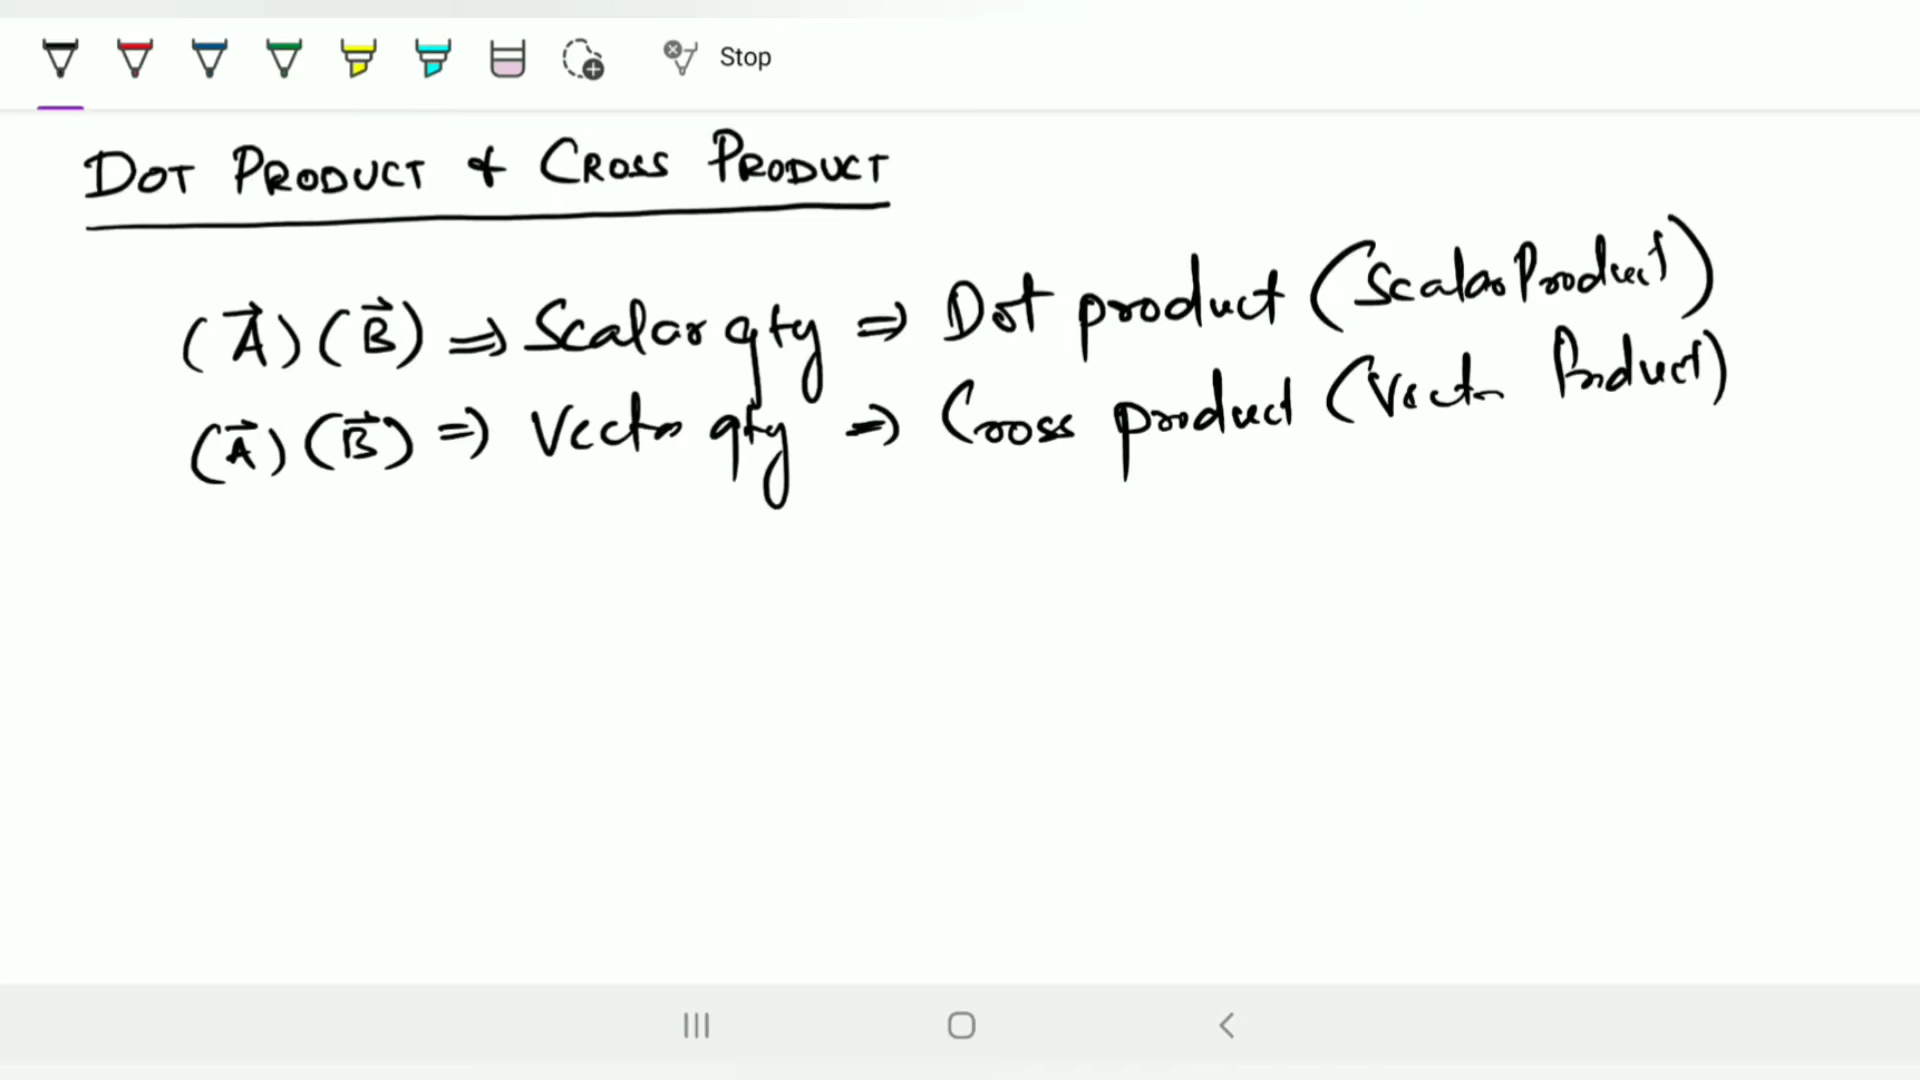 Stop
DOT PRODUCT & CROSS PRODUCT
(A⃗)(B⃗) ⇒ Scalar qty ⇒ Dot product (Scalar Product)
(A⃗)(B⃗) ⇒ Vector qty ⇒ Cross product (Vector Product)